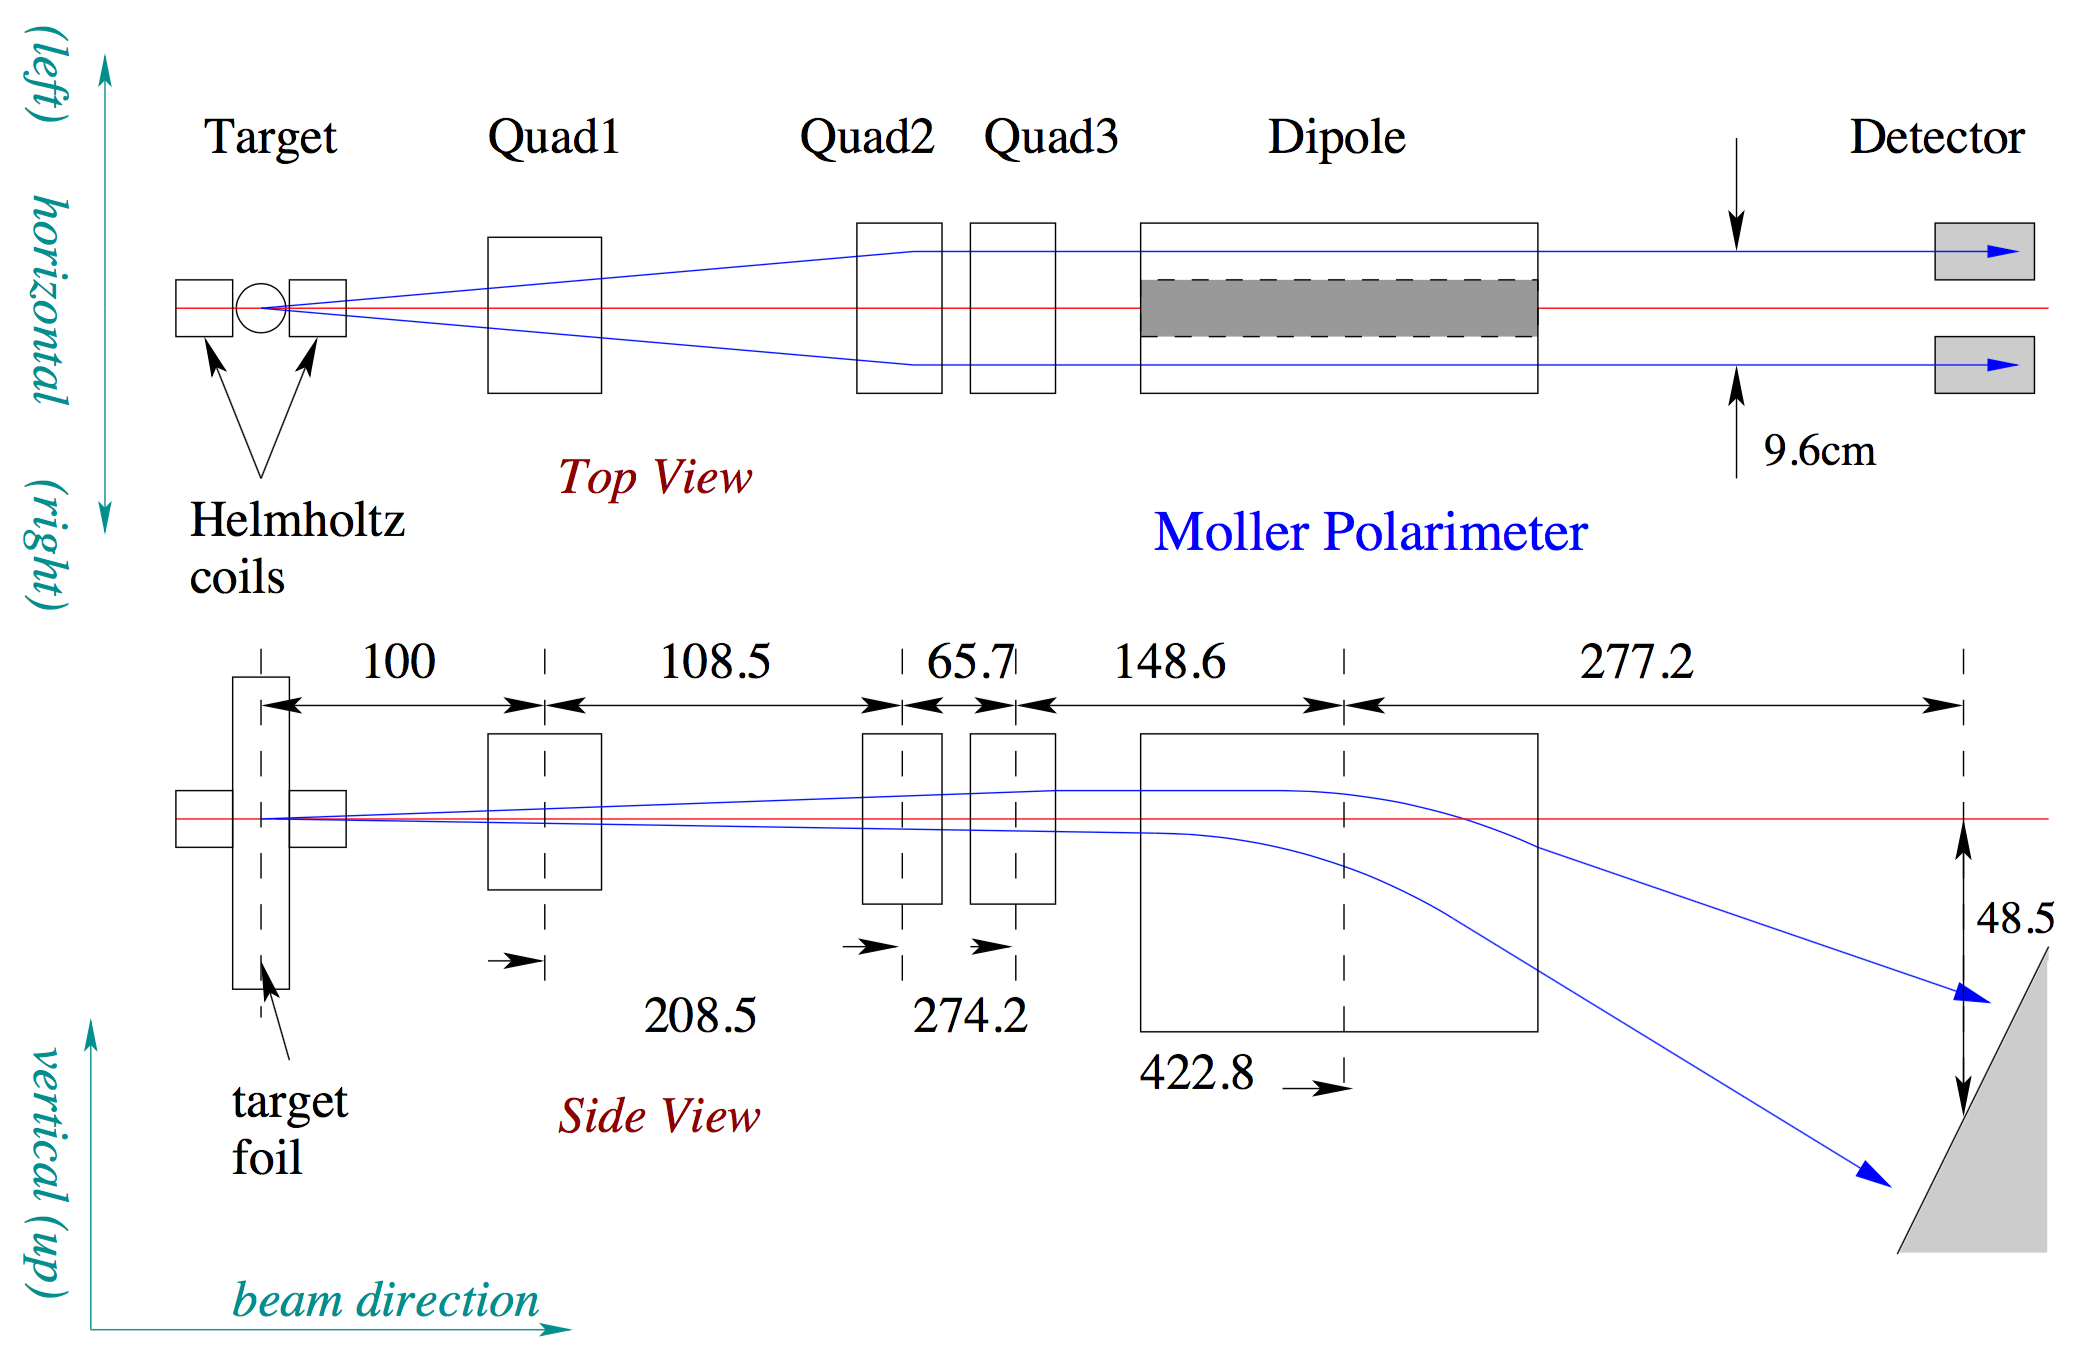 (left)
horizontal
(right)
Target
Quad1
Quad2
Quad3
Dipole
Detector
9.6cm
Top View
Helmholtz
coils
Moller Polarimeter
100
108.5
65.7
148.6
277.2
48.5
208.5
274.2
422.8
target
foil
Side View
vertical (up)
beam direction